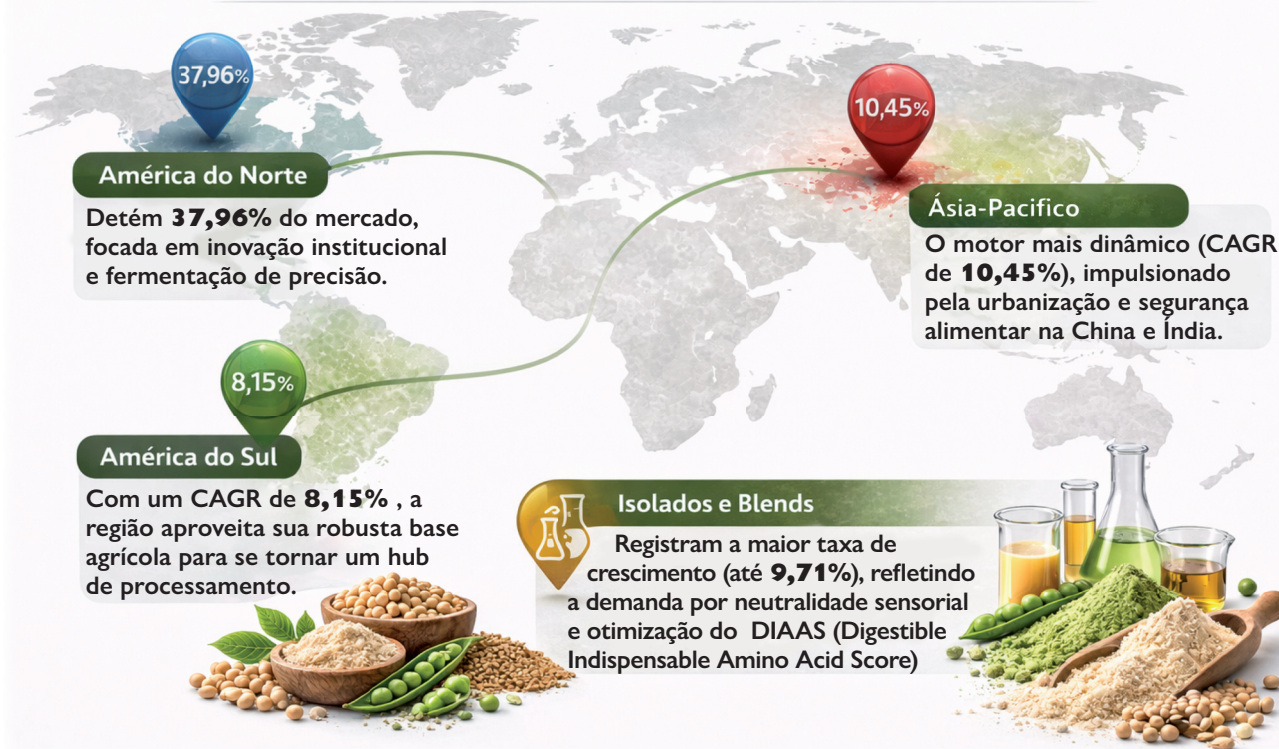 37,96%
América do Norte
Detém 37,96% do mercado,
focada em inovação institucional
e fermentação de precisão.
10,45%
Ásia-Pacifico
O motor mais dinâmico (CAGR
de 10,45%), impulsionado
pela urbanização e segurança
alimentar na China e Índia.
8,15%
América do Sul
Com um CAGR de 8,15% , a
região aproveita sua robusta base
agrícola para se tornar um hub
de processamento.
Isolados e Blends
Registram a maior taxa de
crescimento (até 9,71%), refletindo
a demanda por neutralidade sensorial
e otimização do DIAAS (Digestible
Indispensable Amino Acid Score)